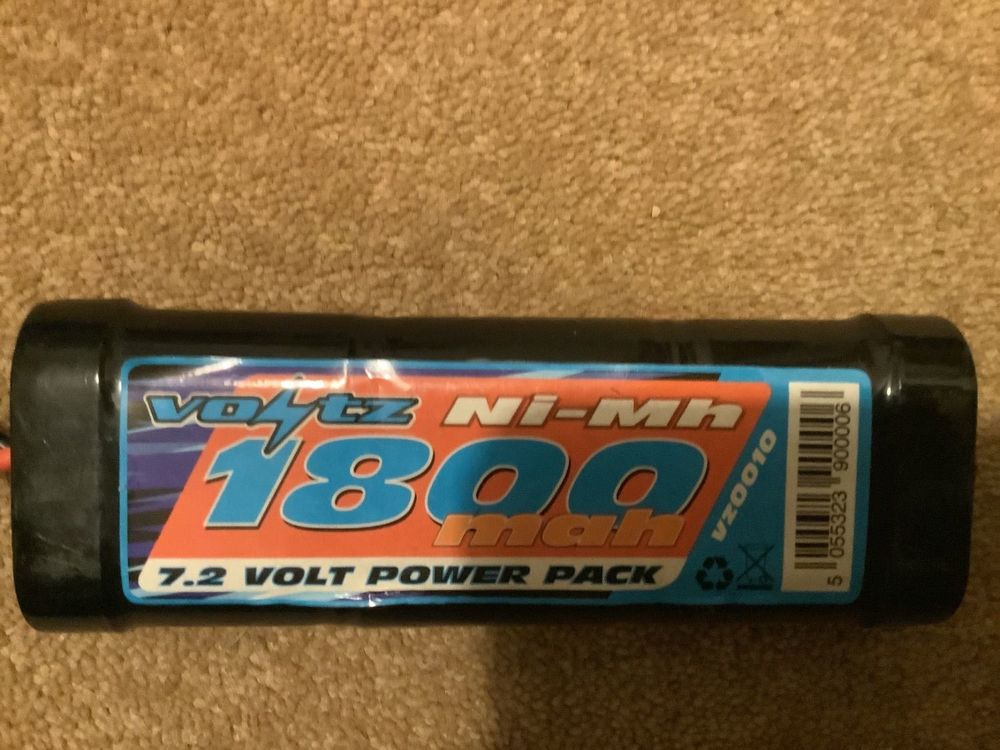 voltz Ni-Mh
1800
mah
7.2 VOLT POWER PACK
VZ0010
5 055323 900006